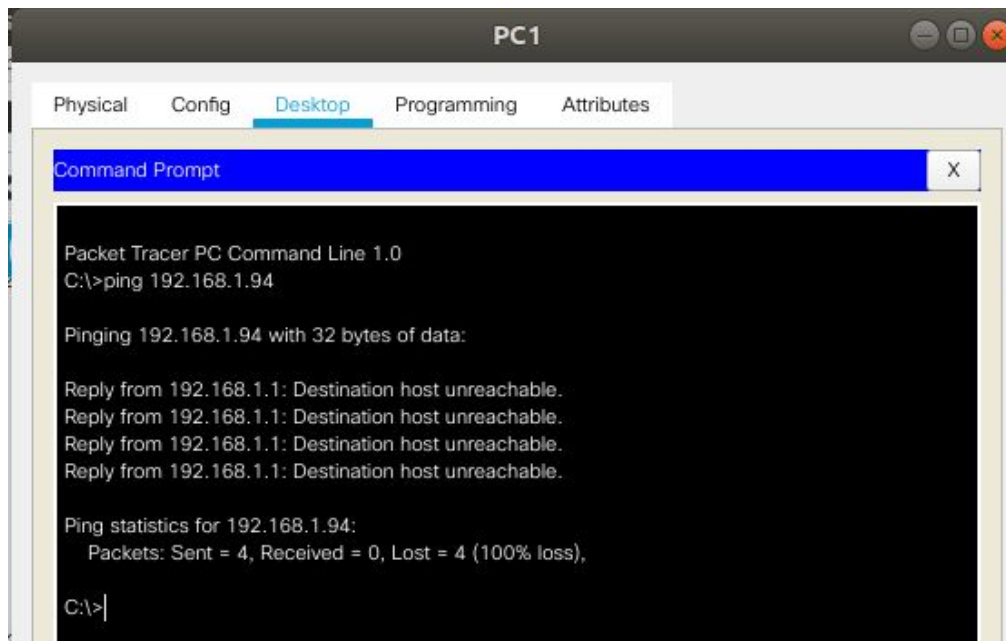 PC1
Physical Config Desktop Programming Attributes
Command Prompt X
Packet Tracer PC Command Line 1.0
C:\>ping 192.168.1.94
Pinging 192.168.1.94 with 32 bytes of data:
Reply from 192.168.1.1: Destination host unreachable.
Reply from 192.168.1.1: Destination host unreachable.
Reply from 192.168.1.1: Destination host unreachable.
Reply from 192.168.1.1: Destination host unreachable.
Ping statistics for 192.168.1.94:
Packets: Sent = 4, Received = 0, Lost = 4 (100% loss),
C:\>